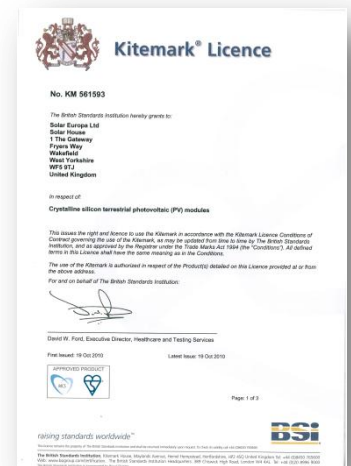 Kitemark® Licence
No. KM 561593
The British Standards Institution hereby grants to:
Solar Europa Ltd
Solar House
1 The Gateway
Fryers Way
Wakefield
West Yorkshire
WF5 9TJ
United Kingdom
In respect of:
Crystalline silicon terrestrial photovoltaic (PV) modules
This issues the right and licence to use the Kitemark in accordance with the Kitemark Licence Conditions of
Contract governing the use of the Kitemark, as may be updated from time to time by The British Standards
Institution, and as approved by the Registrar under the Trade Marks Act 1994 (the "Conditions"). All defined
terms in this Licence shall have the same meaning as in the Conditions.
The use of the Kitemark is authorized in respect of the Product(s) detailed on this Licence provided at or from
the above address.
For and on behalf of The British Standards Institution:
David W. Ford, Executive Director, Healthcare and Testing Services
First Issued: 19 Oct 2010 Latest Issue: 19 Oct 2010
APPROVED PRODUCT
Page: 1 of 3
raising standards worldwide™
BSi